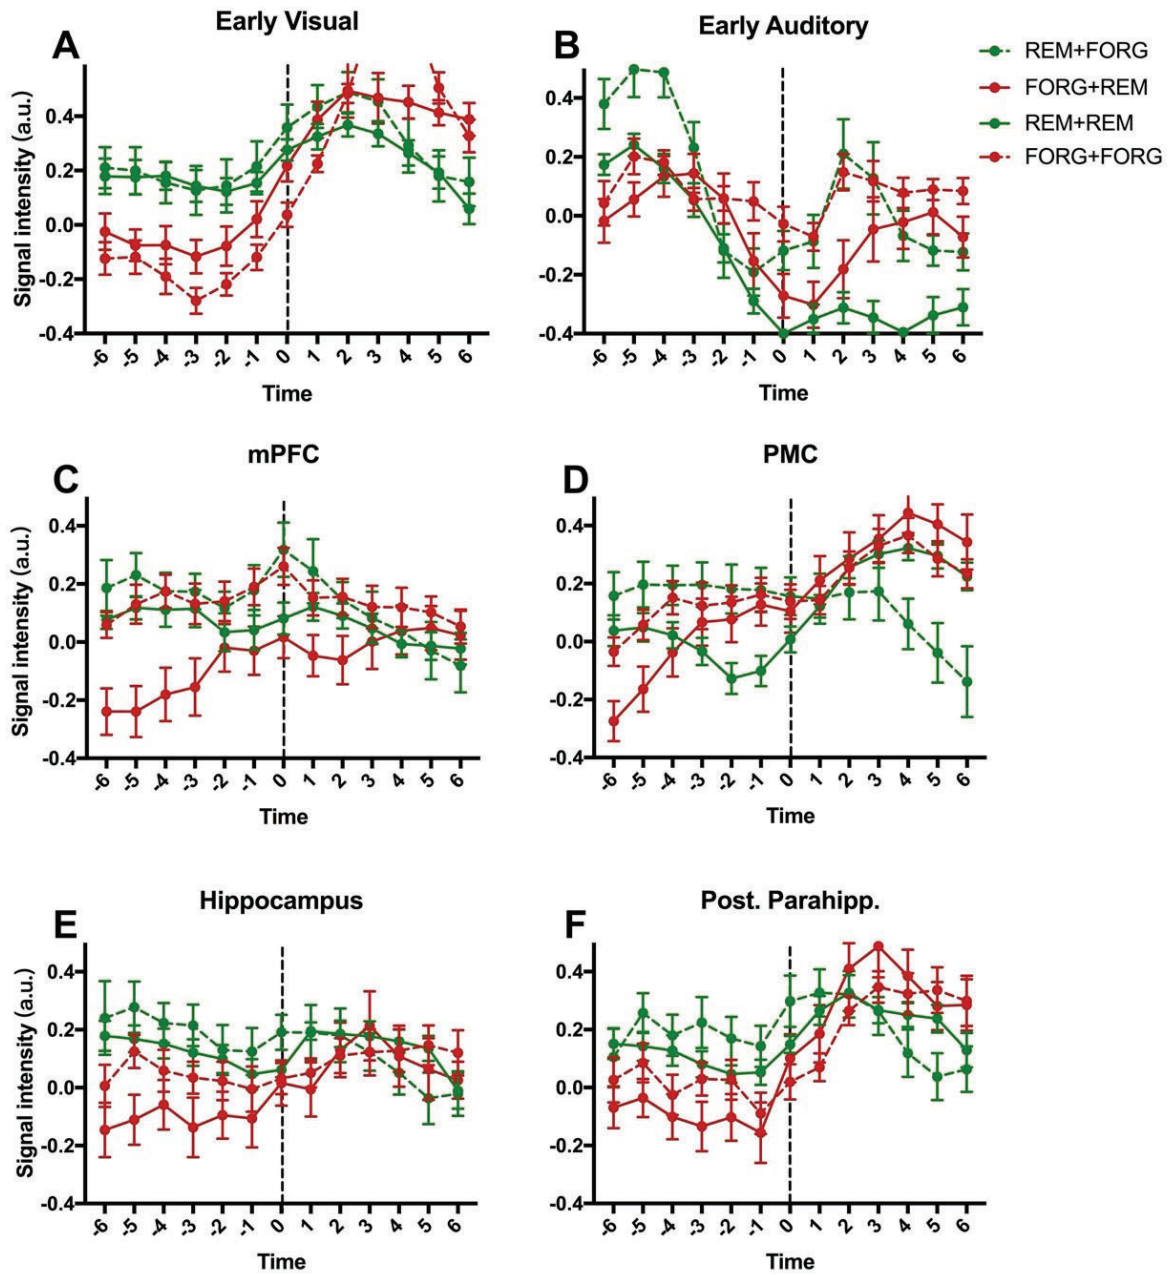 A
Early Visual
Signal intensity (a.u.)
0.4
0.2
0.0
-0.2
-0.4
-6 -5 -4 -3 -2 -1 0 1 2 3 4 5 6
Time
B
Early Auditory
0.4
0.2
0.0
-0.2
-0.4
-6 -5 -4 -3 -2 -1 0 1 2 3 4 5 6
Time
REM+FORG
FORG+REM
REM+REM
FORG+FORG
C
mPFC
Signal intensity (a.u.)
0.4
0.2
0.0
-0.2
-0.4
-6 -5 -4 -3 -2 -1 0 1 2 3 4 5 6
Time
D
PMC
0.4
0.2
0.0
-0.2
-0.4
-6 -5 -4 -3 -2 -1 0 1 2 3 4 5 6
Time
E
Hippocampus
Signal intensity (a.u.)
0.4
0.2
0.0
-0.2
-0.4
-6 -5 -4 -3 -2 -1 0 1 2 3 4 5 6
Time
F
Post. Parahipp.
0.4
0.2
0.0
-0.2
-0.4
-6 -5 -4 -3 -2 -1 0 1 2 3 4 5 6
Time